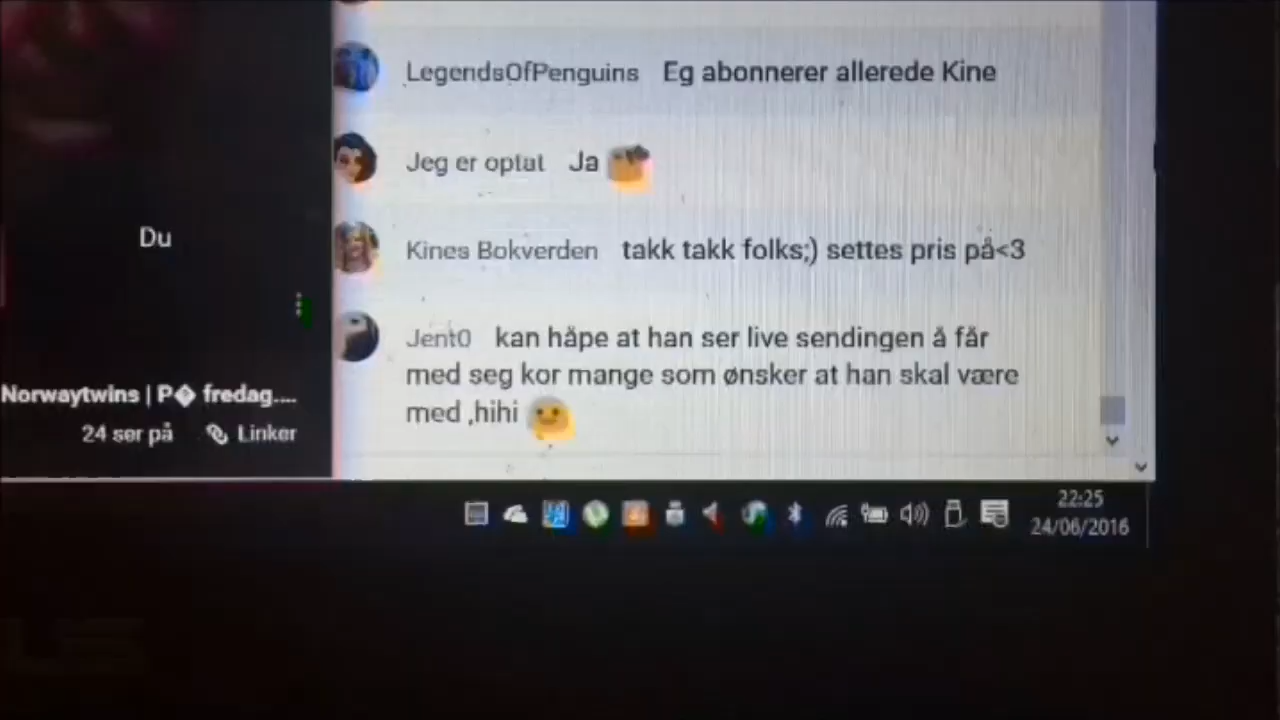 LegendsOfPenguins Eg abonnerer allerede Kine
Jeg er optat Ja
Du
Kines Bokverden takk takk folks;) settes pris på<3
Jent0 kan håpe at han ser live sendingen å får
med seg kor mange som ønsker at han skal være
med ,hihi
Norwaytwins | P� fredag....
24 ser på Linker
22:25
24/06/2016